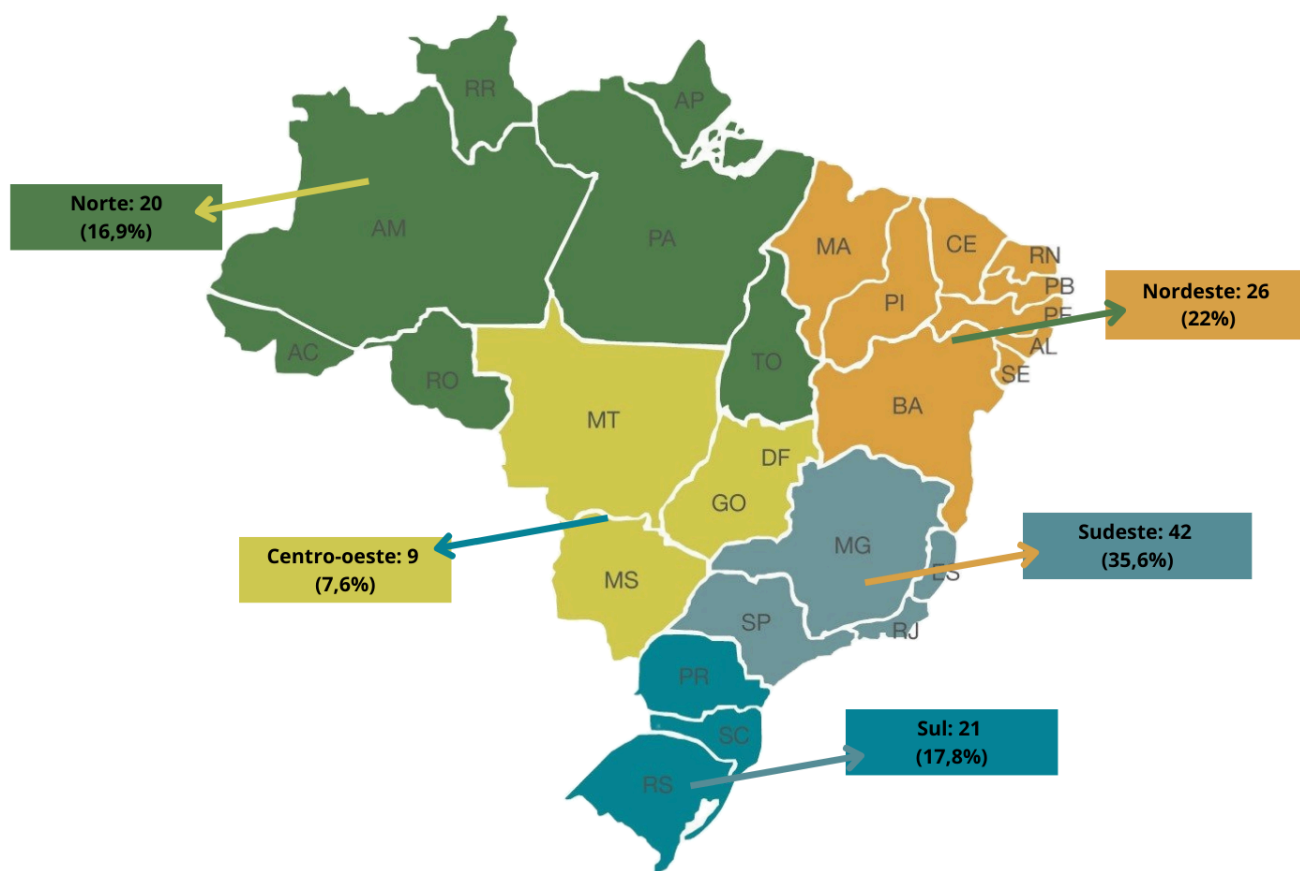 RR
AP
Norte: 20
(16,9%)
AM
PA
MA
CE
RN
PB
PI
PE
Nordeste: 26
(22%)
AL
SE
AC
RO
TO
BA
MT
DF
GO
Centro-oeste: 9
(7,6%)
MS
MG
ES
Sudeste: 42
(35,6%)
SP
RJ
PR
SC
Sul: 21
(17,8%)
RS